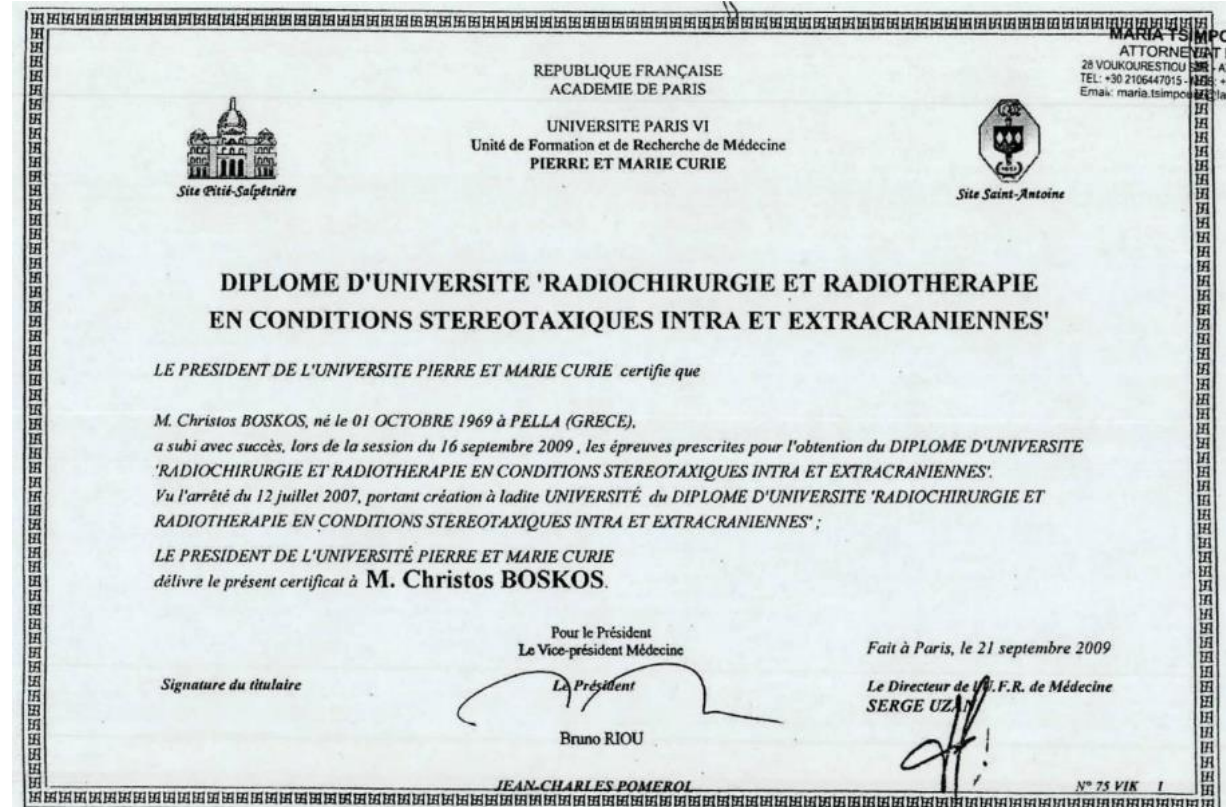 MARIA TSIMPO
ATTORNEY AT
28 VOUKOURESTIOU
TEL: +30 2106447015
Email: maria.tsimpou
REPUBLIQUE FRANÇAISE
ACADEMIE DE PARIS
UNIVERSITE PARIS VI
Unité de Formation et de Recherche de Médecine
PIERRE ET MARIE CURIE
Site Pitié-Salpêtrière
Site Saint-Antoine
DIPLOME D'UNIVERSITE 'RADIOCHIRURGIE ET RADIOTHERAPIE
EN CONDITIONS STEREOTAXIQUES INTRA ET EXTRACRANIENNES'
LE PRESIDENT DE L'UNIVERSITE PIERRE ET MARIE CURIE certifie que
M. Christos BOSKOS, né le 01 OCTOBRE 1969 à PELLA (GRECE),
a subi avec succès, lors de la session du 16 septembre 2009 , les épreuves prescrites pour l'obtention du DIPLOME D'UNIVERSITE
'RADIOCHIRURGIE ET RADIOTHERAPIE EN CONDITIONS STEREOTAXIQUES INTRA ET EXTRACRANIENNES'.
Vu l'arrêté du 12 juillet 2007, portant création à ladite UNIVERSITÉ du DIPLOME D'UNIVERSITE 'RADIOCHIRURGIE ET
RADIOTHERAPIE EN CONDITIONS STEREOTAXIQUES INTRA ET EXTRACRANIENNES' ;
LE PRESIDENT DE L'UNIVERSITÉ PIERRE ET MARIE CURIE
délivre le présent certificat à M. Christos BOSKOS.
Pour le Président
Le Vice-président Médecine
Fait à Paris, le 21 septembre 2009
Signature du titulaire
Le Président
Le Directeur de l'U.F.R. de Médecine
SERGE UZAN
Bruno RIOU
JEAN-CHARLES POMEROL
N° 75 VIK 1